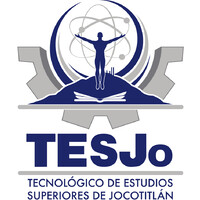 TESJo
TECNOLÓGICO DE ESTUDIOS
SUPERIORES DE JOCOTITLÁN